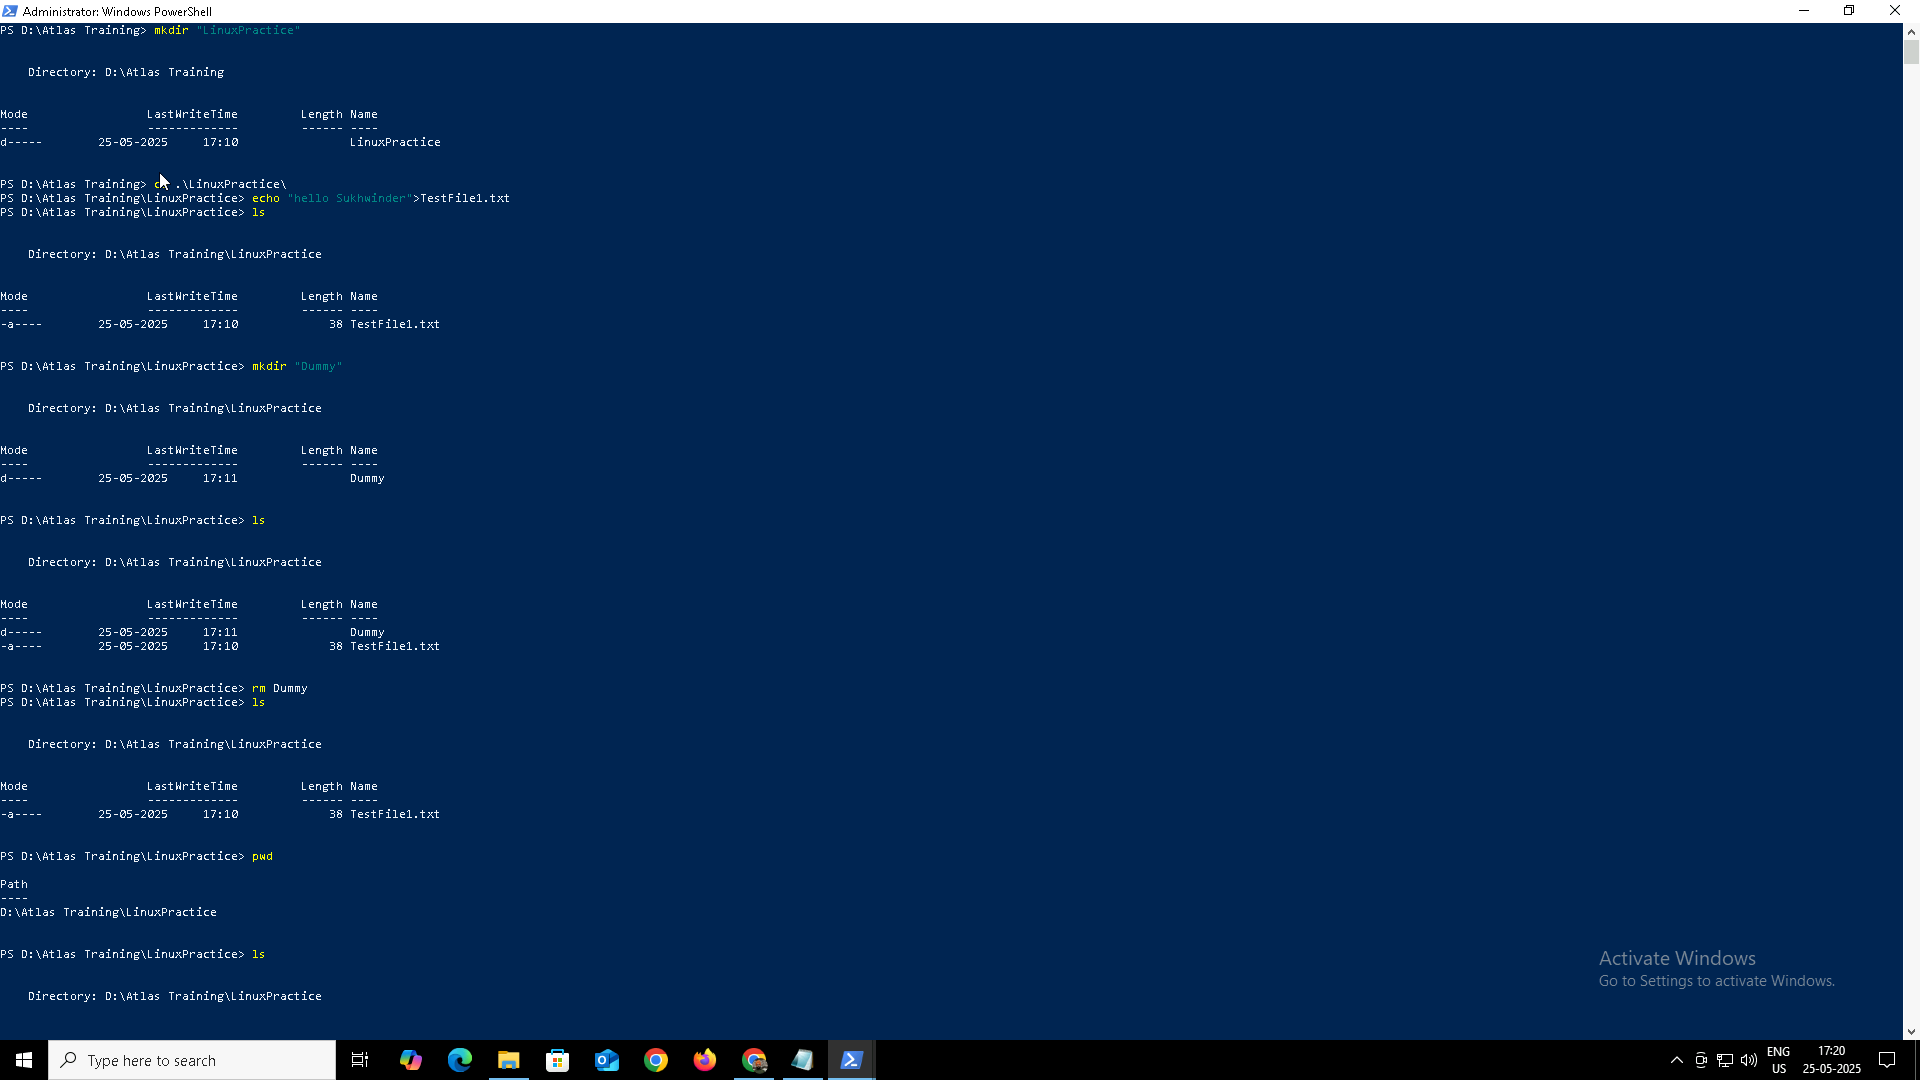 Administrator: Windows PowerShell
PS D:\Atlas Training> mkdir "LinuxPractice"
Directory: D:\Atlas Training
Mode                 LastWriteTime         Length Name
----                 -------------         ------ ----
d-----        25-05-2025     17:10                LinuxPractice
PS D:\Atlas Training> .\LinuxPractice\
PS D:\Atlas Training\LinuxPractice> echo "hello Sukhwinder">TestFile1.txt
PS D:\Atlas Training\LinuxPractice> ls
Directory: D:\Atlas Training\LinuxPractice
Mode                 LastWriteTime         Length Name
----                 -------------         ------ ----
-a----        25-05-2025     17:10             38 TestFile1.txt
PS D:\Atlas Training\LinuxPractice> mkdir "Dummy"
Directory: D:\Atlas Training\LinuxPractice
Mode                 LastWriteTime         Length Name
----                 -------------         ------ ----
d-----        25-05-2025     17:11                Dummy
PS D:\Atlas Training\LinuxPractice> ls
Directory: D:\Atlas Training\LinuxPractice
Mode                 LastWriteTime         Length Name
----                 -------------         ------ ----
d-----        25-05-2025     17:11                Dummy
-a----        25-05-2025     17:10             38 TestFile1.txt
PS D:\Atlas Training\LinuxPractice> rm Dummy
PS D:\Atlas Training\LinuxPractice> ls
Directory: D:\Atlas Training\LinuxPractice
Mode                 LastWriteTime         Length Name
----                 -------------         ------ ----
-a----        25-05-2025     17:10             38 TestFile1.txt
PS D:\Atlas Training\LinuxPractice> pwd
Path
----
D:\Atlas Training\LinuxPractice
PS D:\Atlas Training\LinuxPractice> ls
Directory: D:\Atlas Training\LinuxPractice
Activate Windows
Go to Settings to activate Windows.
Type here to search
ENG
US
17:20
25-05-2025